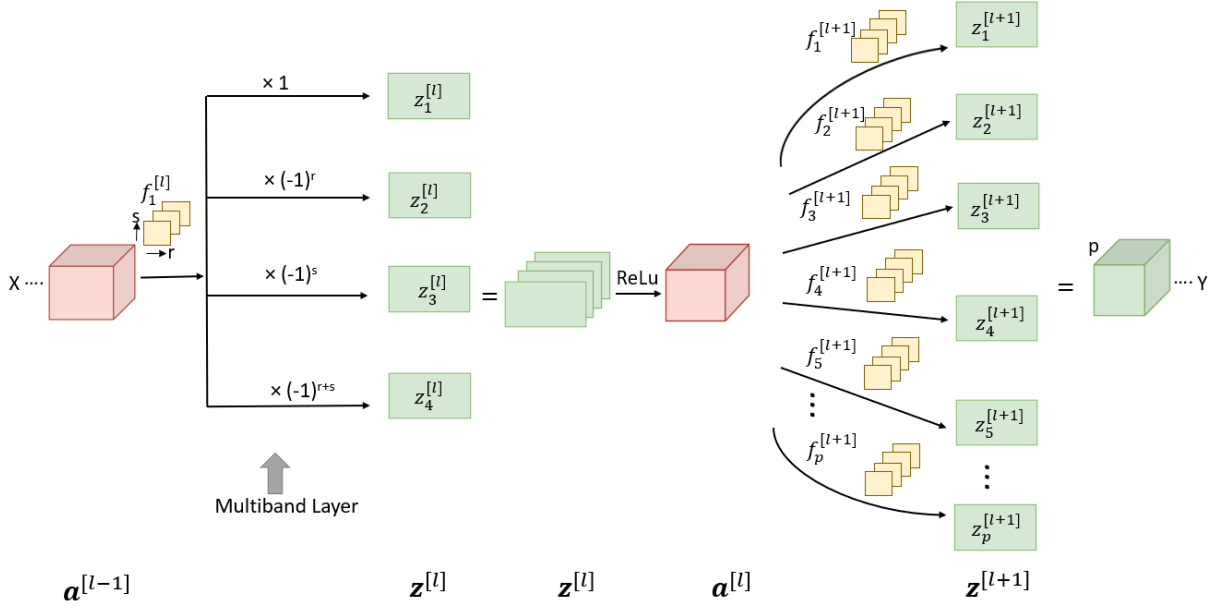 X ....
f_1^{[l]}
s
r
× 1
× (-1)^r
× (-1)^s
× (-1)^{r+s}
Multiband Layer
z_1^{[l]}
z_2^{[l]}
z_3^{[l]}
z_4^{[l]}
=
ReLu
f_1^{[l+1]}
f_2^{[l+1]}
f_3^{[l+1]}
f_4^{[l+1]}
f_5^{[l+1]}
⋮
f_p^{[l+1]}
z_1^{[l+1]}
z_2^{[l+1]}
z_3^{[l+1]}
z_4^{[l+1]}
z_5^{[l+1]}
⋮
z_p^{[l+1]}
=
p
.... Y
a^{[l-1]}
z^{[l]}
z^{[l]}
a^{[l]}
z^{[l+1]}